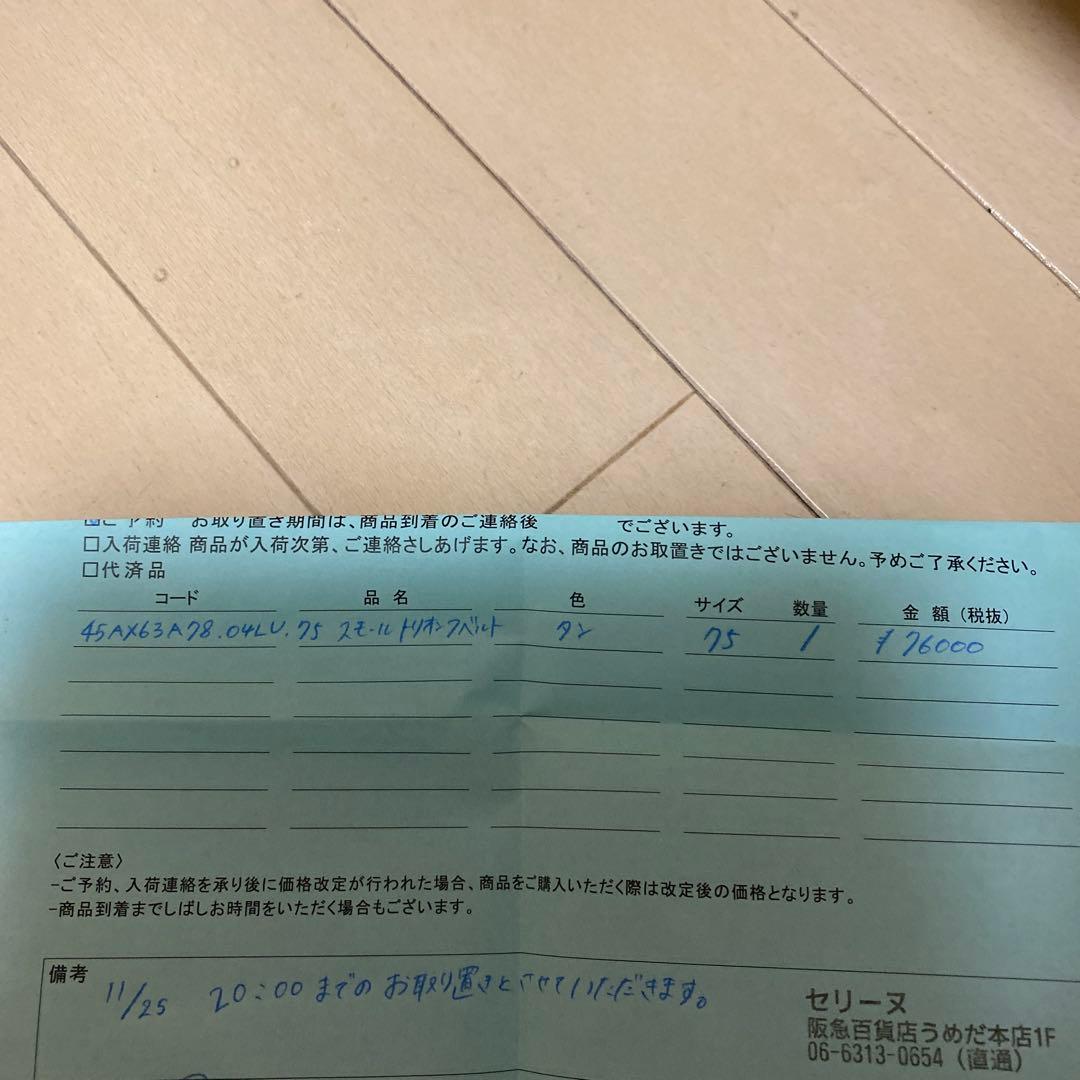 ご予約 お取り置き期間は、商品到着のご連絡後 でございます。
□入荷連絡 商品が入荷次第、ご連絡さしあげます。なお、商品のお取置きではございません。予めご了承ください。
□代済品
コード 品名 色 サイズ 数量 金額(税抜)
45AX63A78.04LU.75 スモールトリオンフベルト タン 75 1 ¥76000
〈ご注意〉
-ご予約、入荷連絡を承り後に価格改定が行われた場合、商品をご購入いただく際は改定後の価格となります。
-商品到着までしばしお時間をいただく場合もございます。
備考
11/25 20:00までのお取り置きとさせていただきます。
セリーヌ
阪急百貨店うめだ本店1F
06-6313-0654(直通)